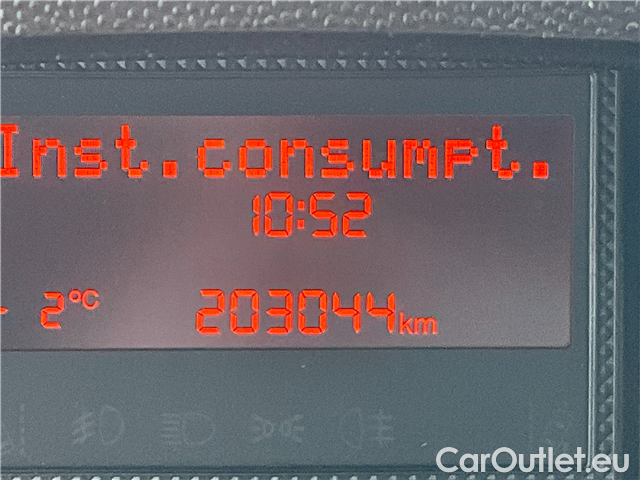 Inst.consumpt.
10:52
- 2°C 203044km
CarOutlet.eu